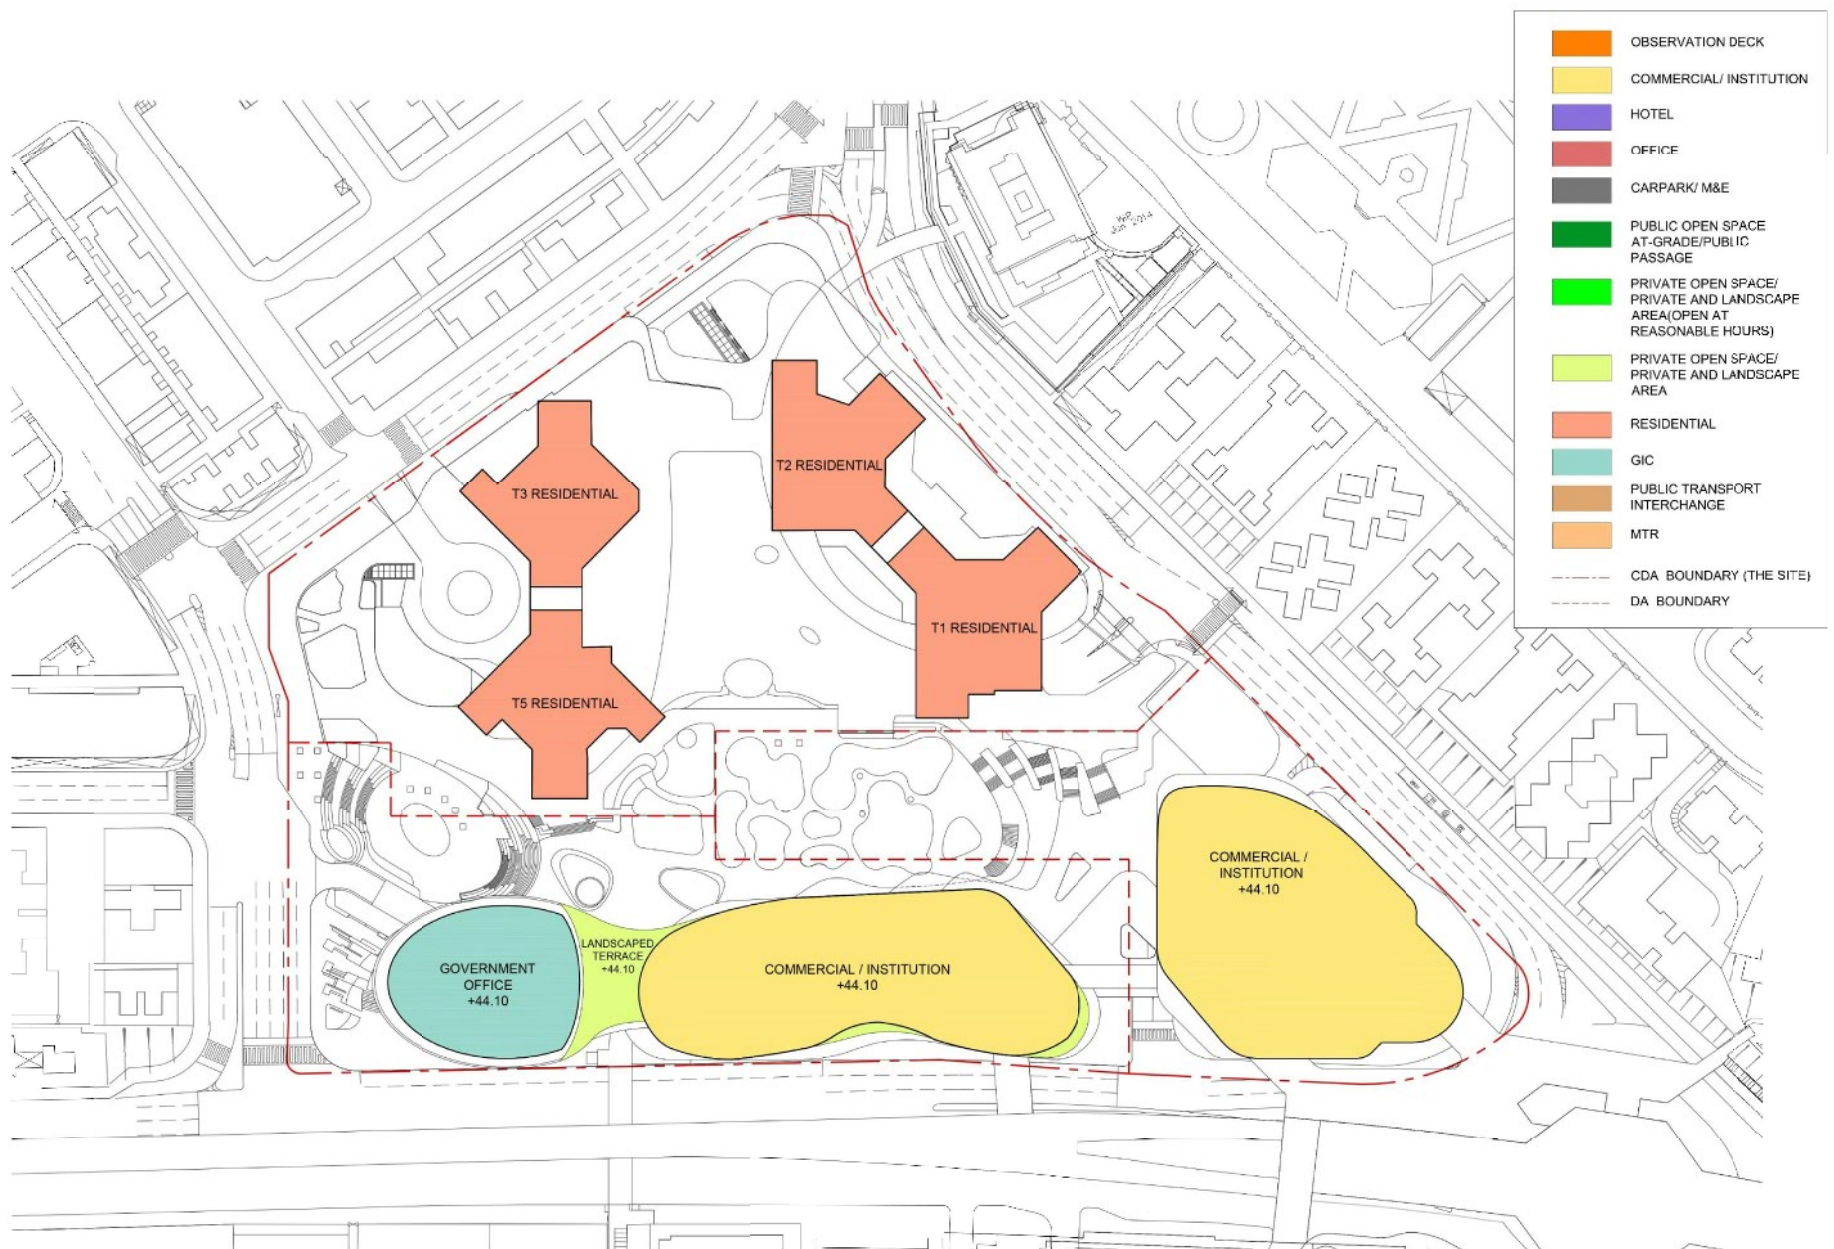 OBSERVATION DECK
COMMERCIAL/ INSTITUTION
HOTEL
OFFICE
CARPARK/ M&E
PUBLIC OPEN SPACE
AT-GRADE/PUBLIC
PASSAGE
PRIVATE OPEN SPACE/
PRIVATE AND LANDSCAPE
AREA(OPEN AT
REASONABLE HOURS)
PRIVATE OPEN SPACE/
PRIVATE AND LANDSCAPE
AREA
RESIDENTIAL
GIC
PUBLIC TRANSPORT
INTERCHANGE
MTR
CDA BOUNDARY (THE SITE)
DA BOUNDARY
T2 RESIDENTIAL
T3 RESIDENTIAL
T1 RESIDENTIAL
T5 RESIDENTIAL
COMMERCIAL /
INSTITUTION
+44.10
LANDSCAPED
TERRACE
+44.10
GOVERNMENT
OFFICE
+44.10
COMMERCIAL / INSTITUTION
+44.10